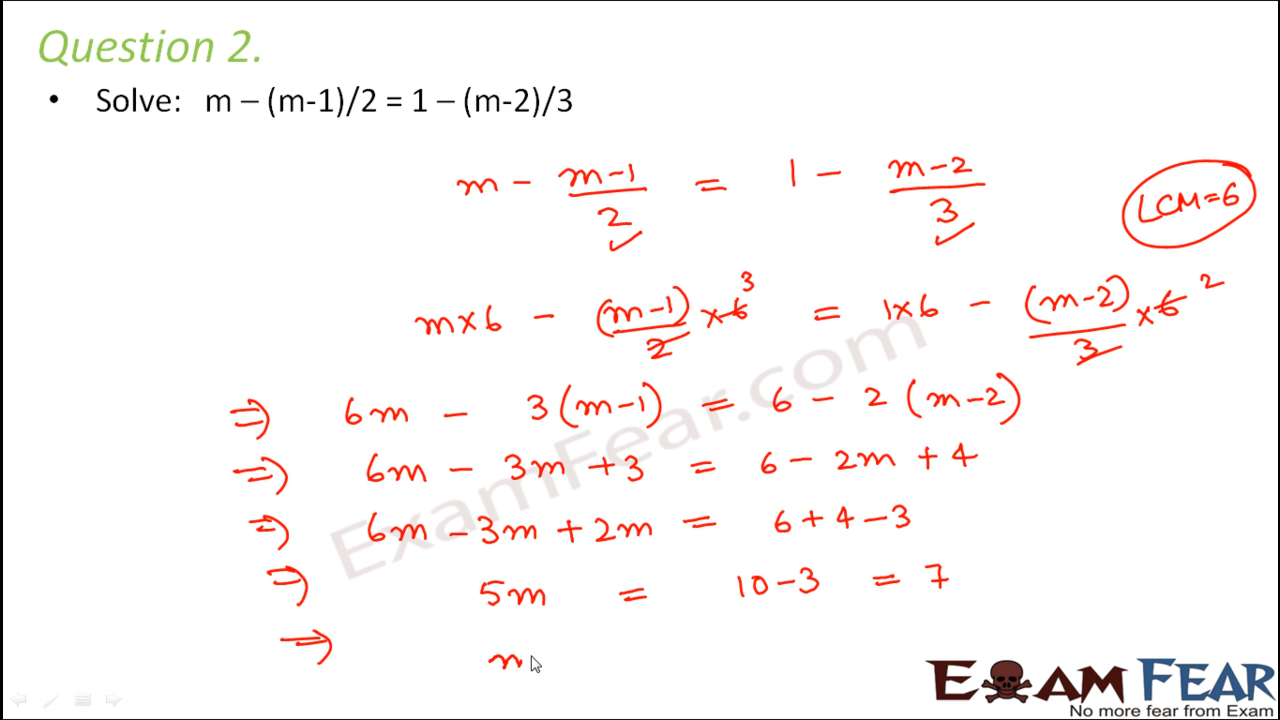 Question 2.
• Solve: m – (m-1)/2 = 1 – (m-2)/3
m - m-1/2 = 1 - m-2/3
LCM=6
m×6 - (m-1)/2 ×6 3 = 1×6 - (m-2)/3 ×6 2
⇒ 6m - 3(m-1) = 6 - 2(m-2)
⇒ 6m - 3m + 3 = 6 - 2m + 4
⇒ 6m - 3m + 2m = 6 + 4 - 3
⇒ 5m = 10 - 3 = 7
⇒ m
ExamFear.com
EXAM FEAR
No more fear from Exam